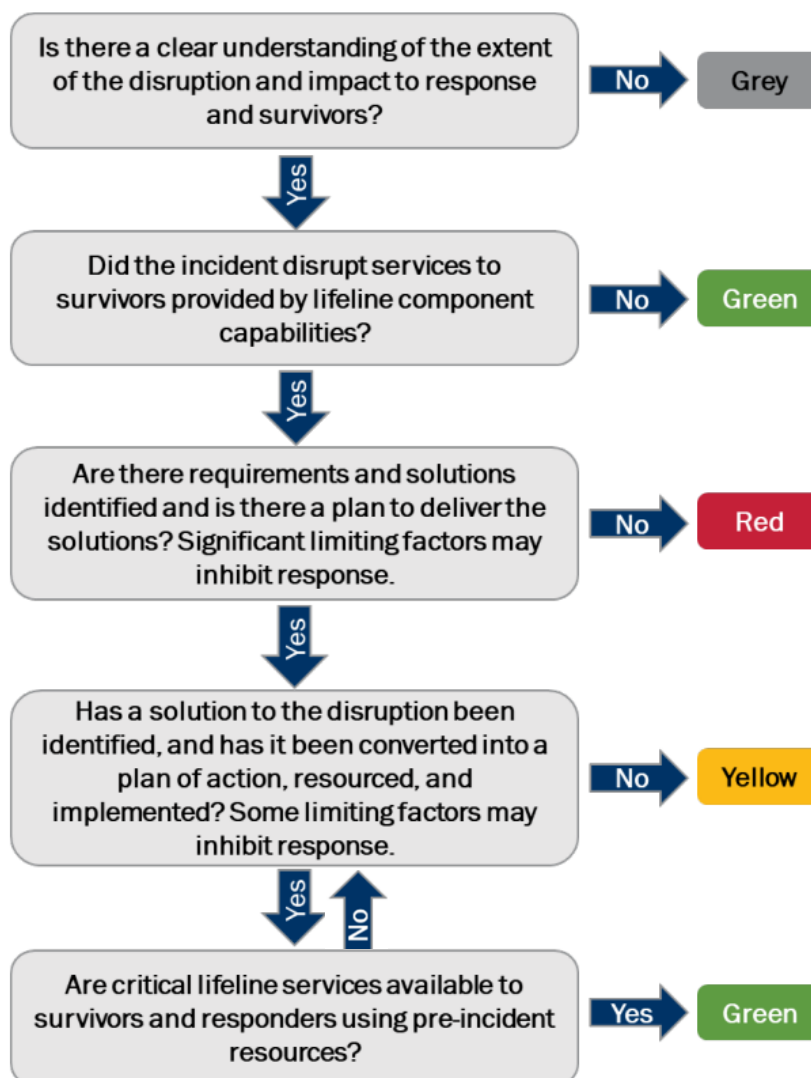 Is there a clear understanding of the extent
of the disruption and impact to response
and survivors?
No
Grey
Yes
Did the incident disrupt services to
survivors provided by lifeline component
capabilities?
No
Green
Yes
Are there requirements and solutions
identified and is there a plan to deliver the
solutions? Significant limiting factors may
inhibit response.
No
Red
Yes
Has a solution to the disruption been
identified, and has it been converted into a
plan of action, resourced, and
implemented? Some limiting factors may
inhibit response.
No
Yellow
Yes
No
Are critical lifeline services available to
survivors and responders using pre-incident
resources?
Yes
Green